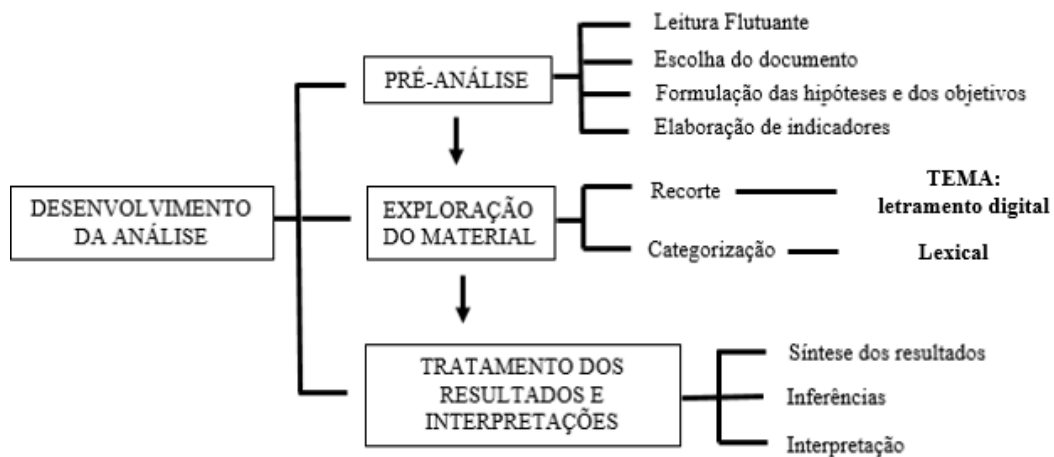 Leitura Flutuante
Escolha do documento
PRÉ-ANÁLISE
Formulação das hipóteses e dos objetivos
Elaboração de indicadores
DESENVOLVIMENTO
DA ANÁLISE
EXPLORAÇÃO
DO MATERIAL
Recorte
TEMA:
letramento digital
Categorização
Lexical
TRATAMENTO DOS
RESULTADOS E
INTERPRETAÇÕES
Síntese dos resultados
Inferências
Interpretação